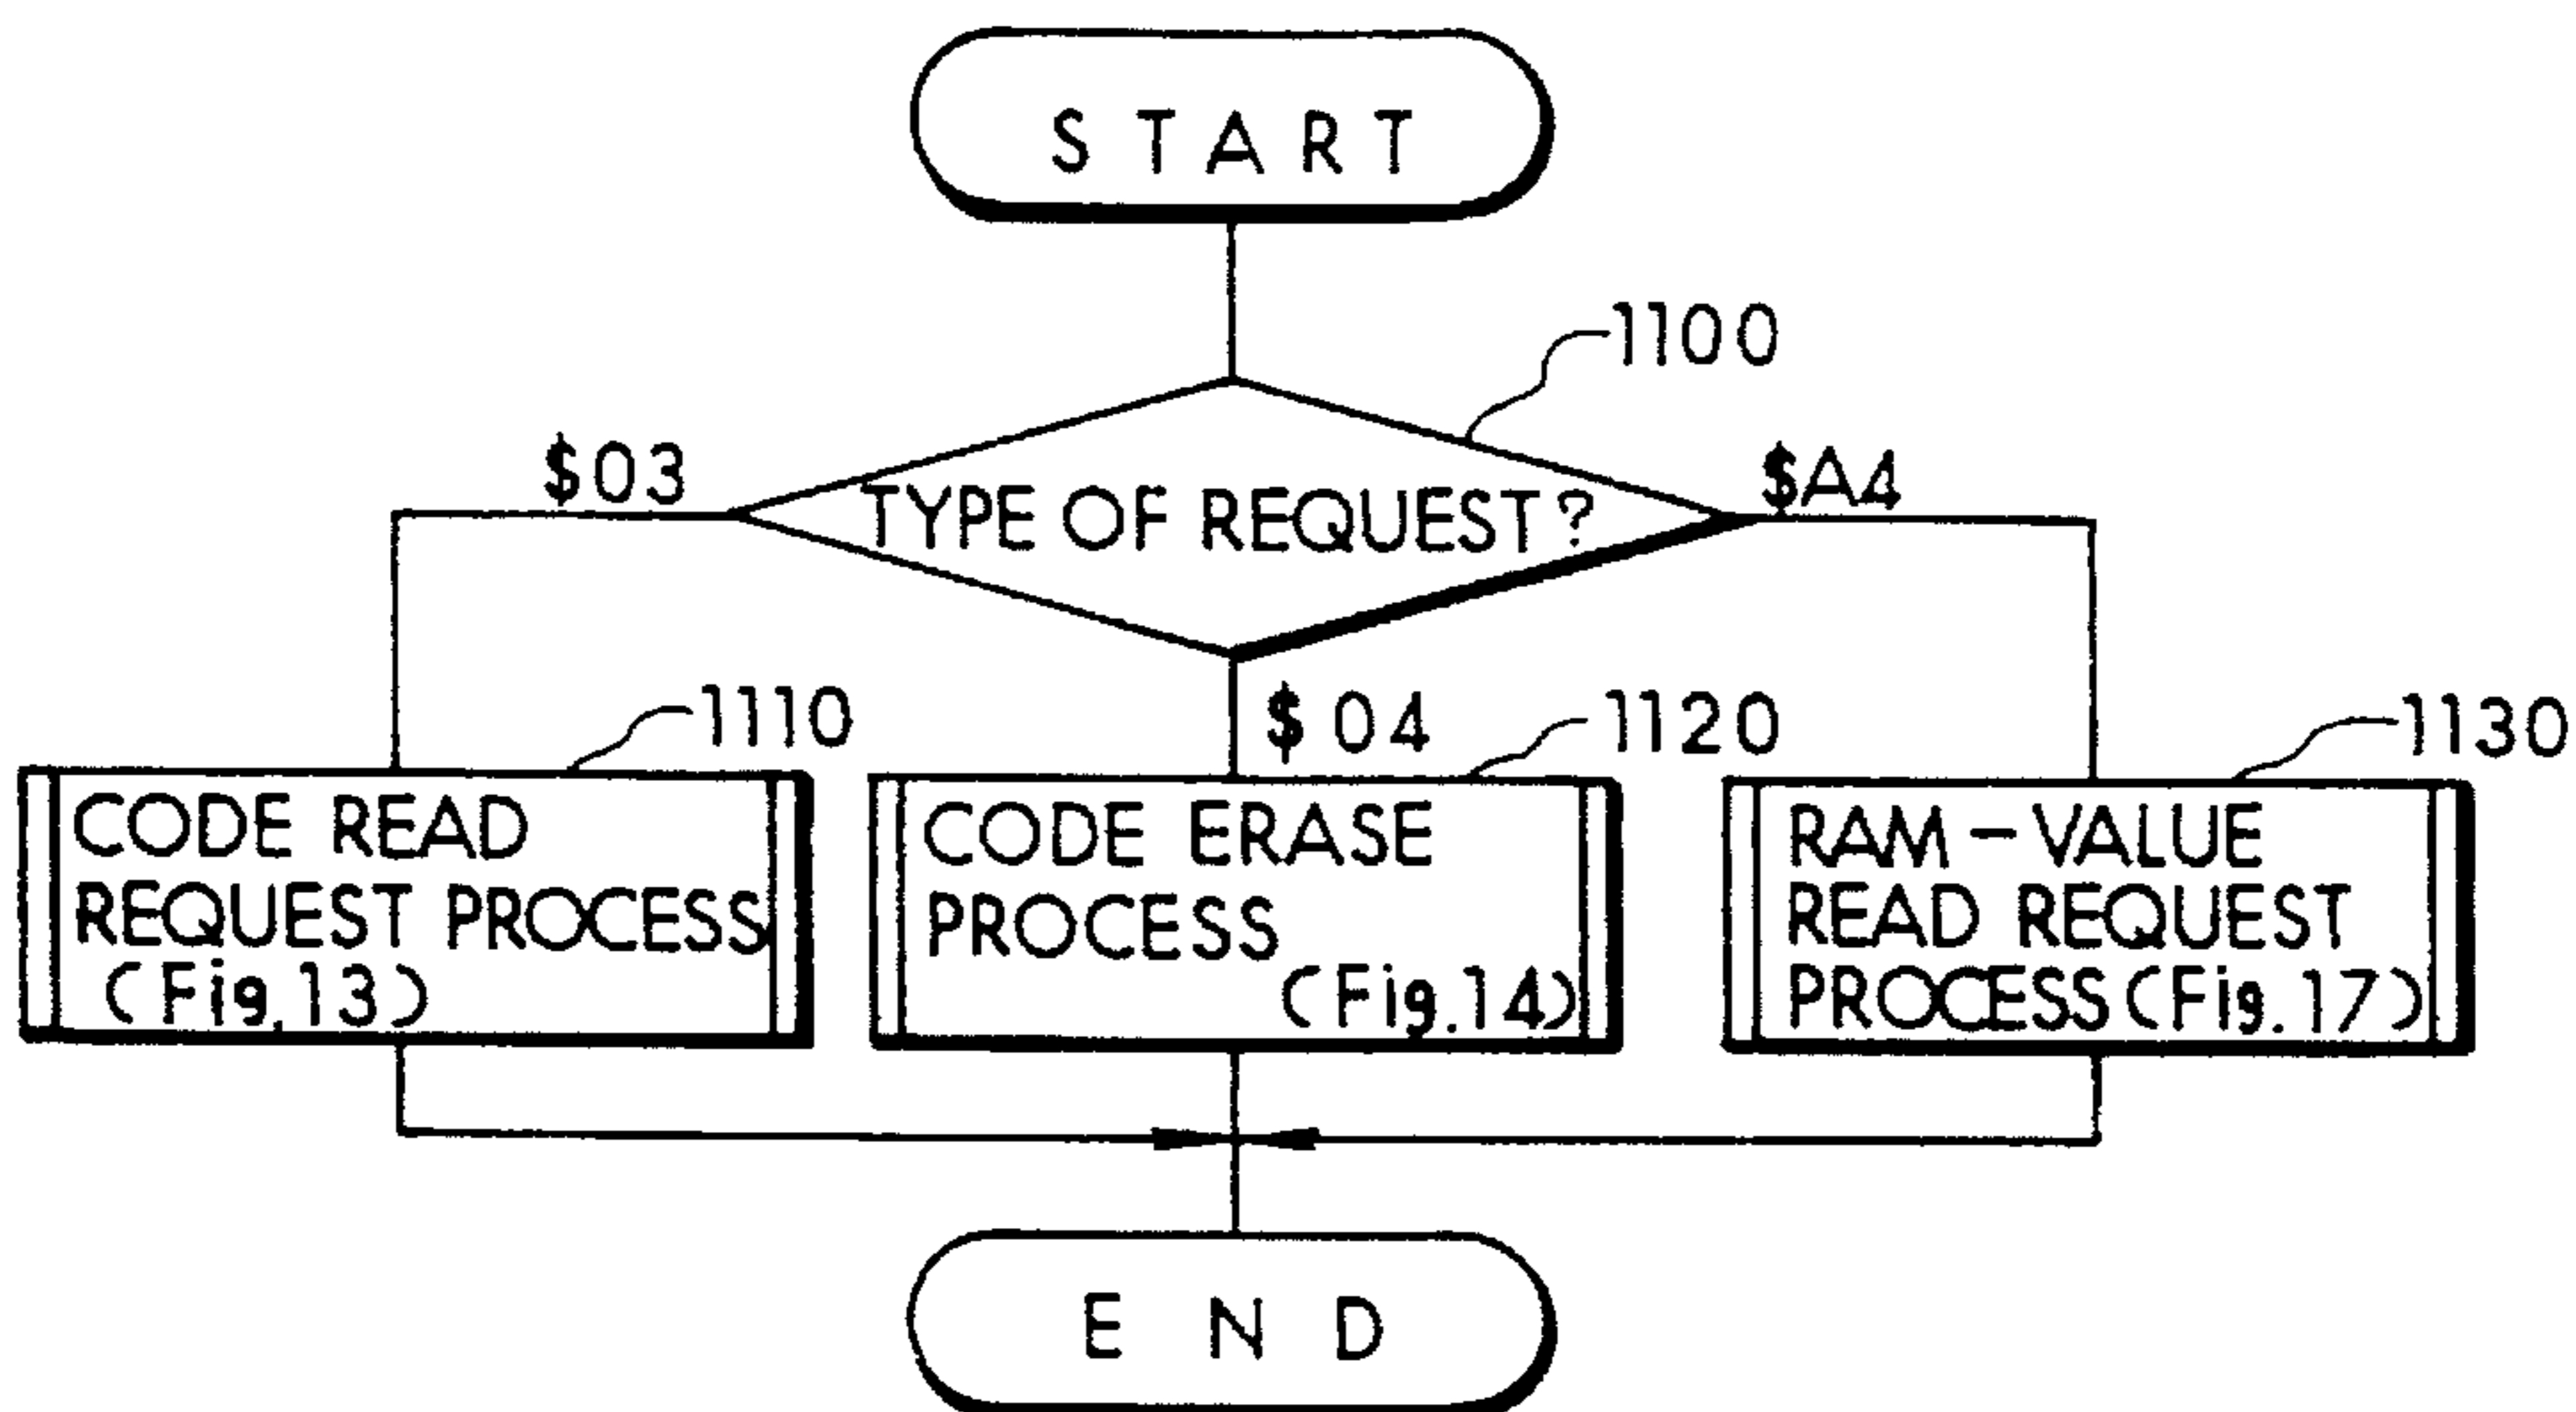 START
1100
$03
$A4
TYPE OF REQUEST?
1110
$04
1120
1130
CODE READ
REQUEST PROCESS
(Fig.13)
CODE ERASE
PROCESS
(Fig.14)
RAM-VALUE
READ REQUEST
PROCESS (Fig.17)
END